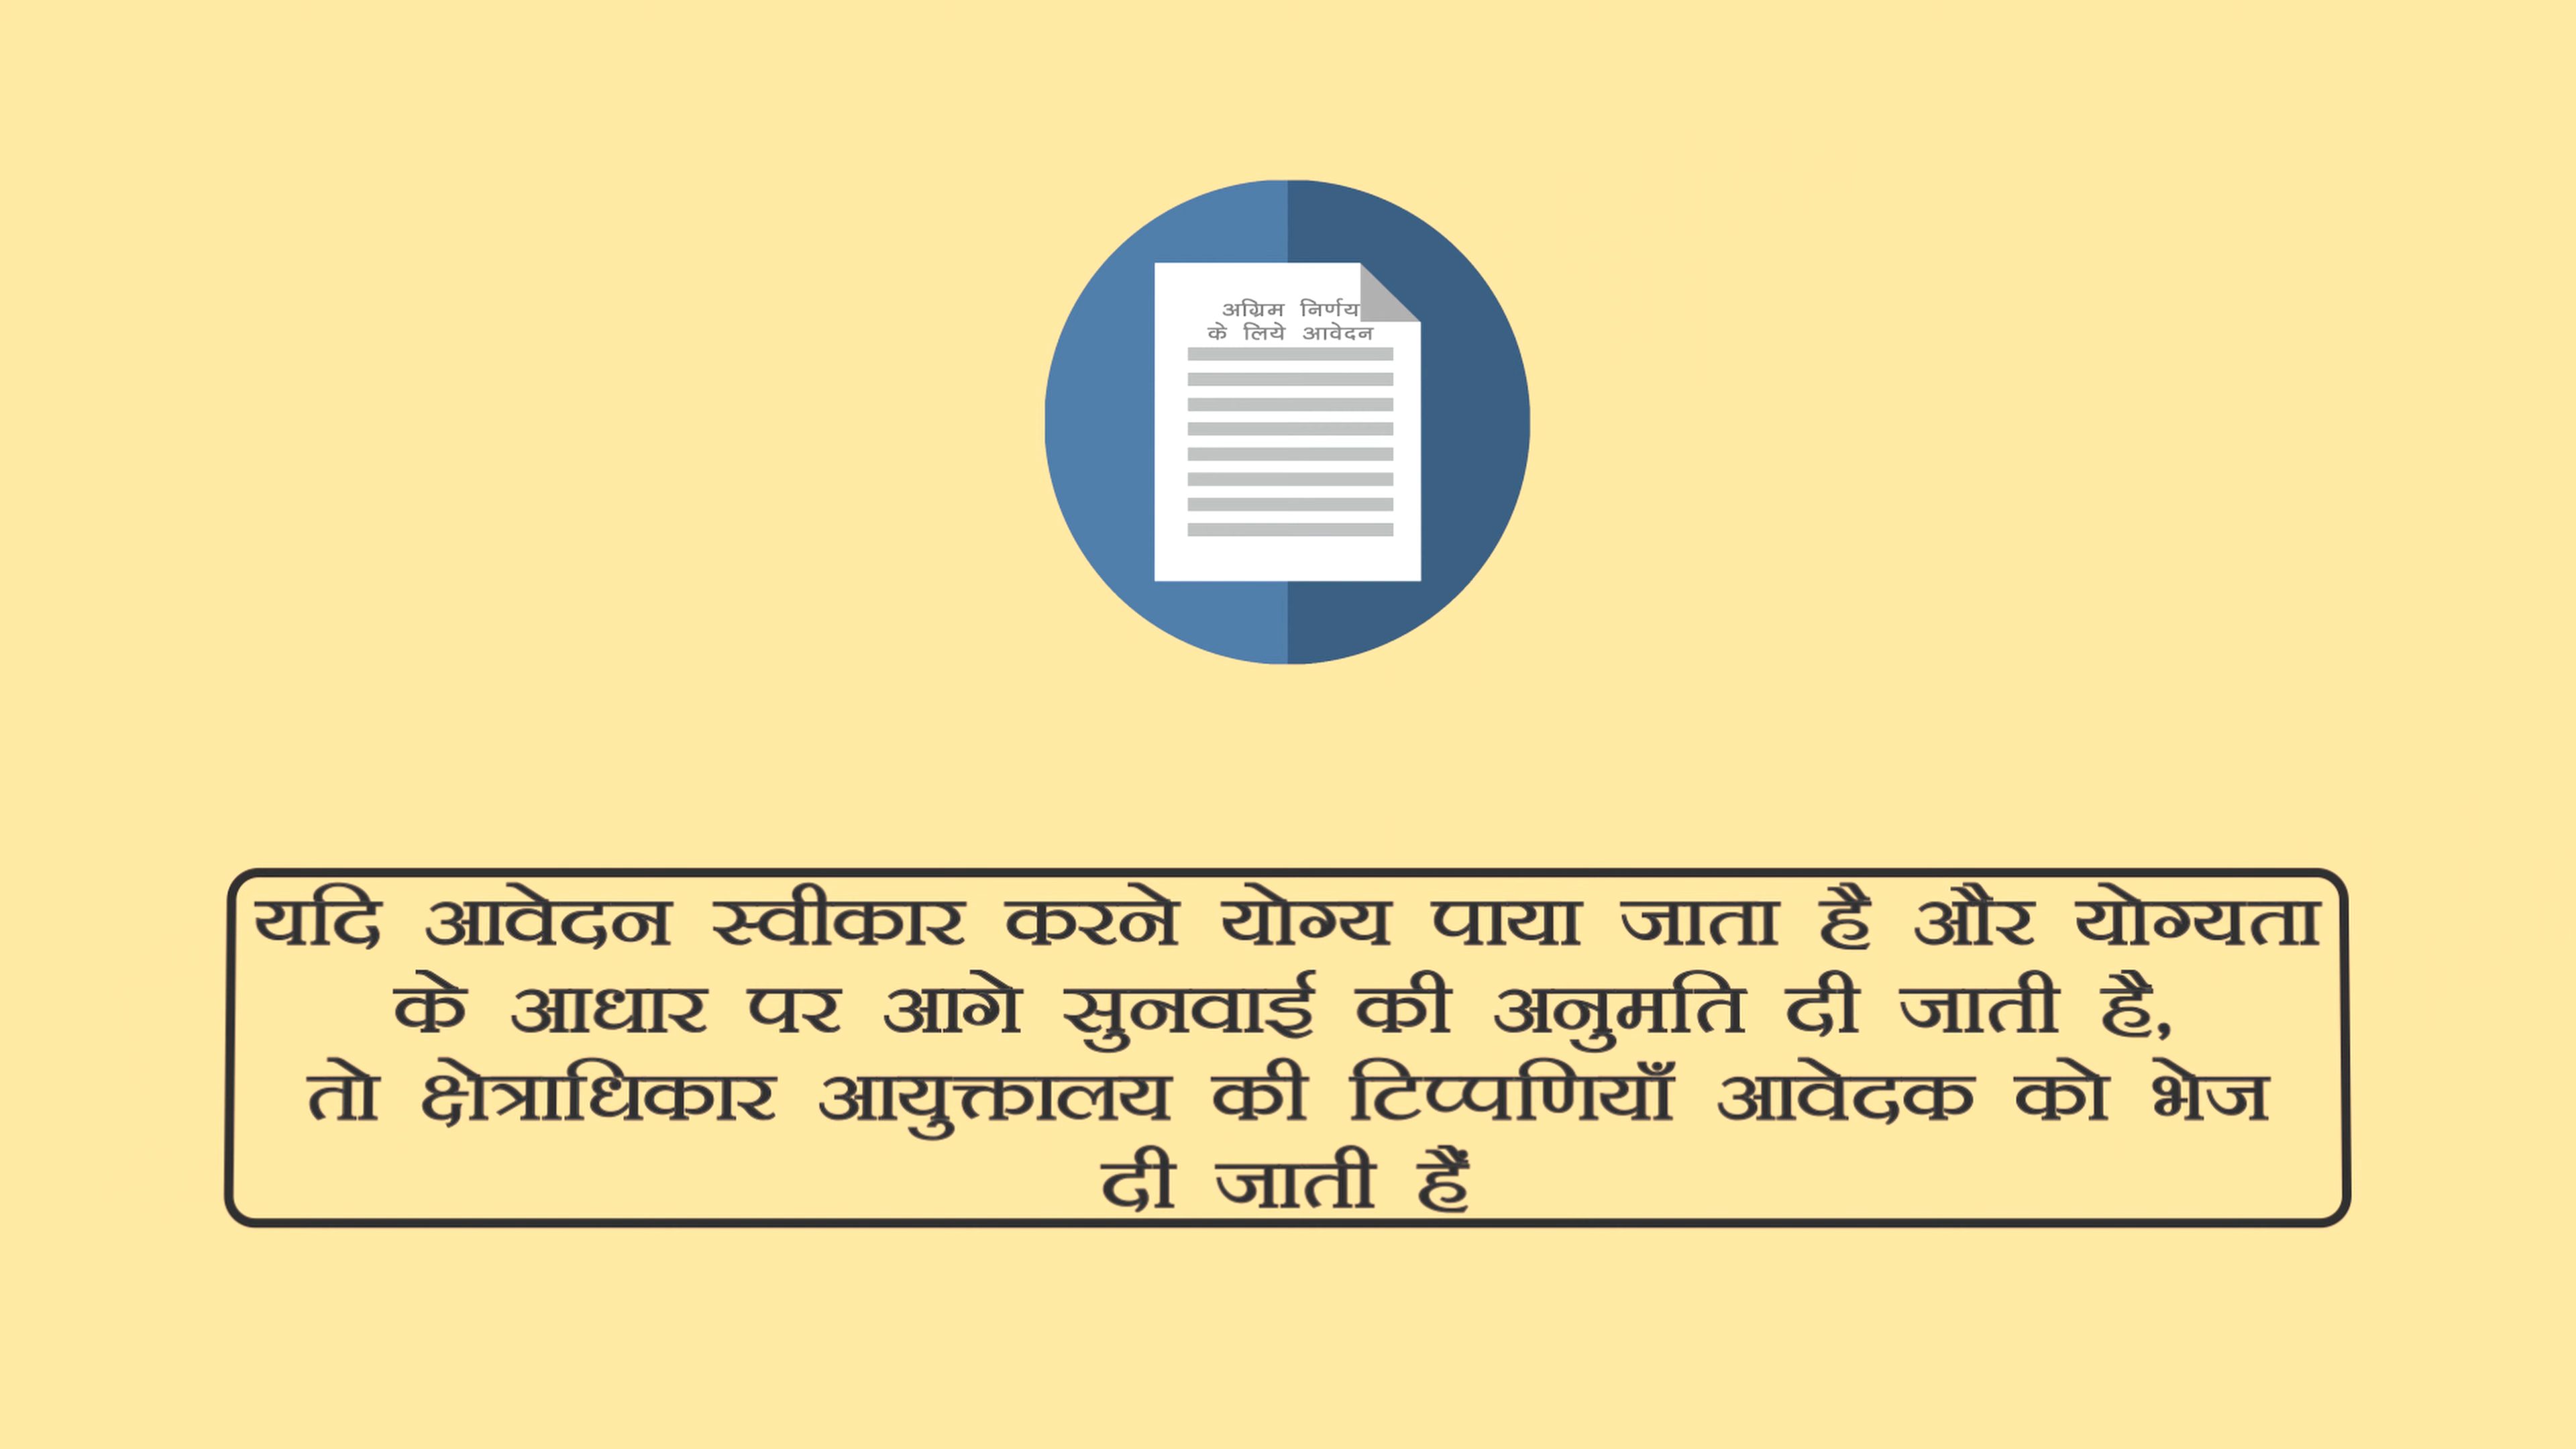 अग्रिम निर्णय
के लिये आवेदन
यदि आवेदन स्वीकार करने योग्य पाया जाता है और योग्यता
के आधार पर आगे सुनवाई की अनुमति दी जाती है,
तो क्षेत्राधिकार आयुक्तालय की टिप्पणियाँ आवेदक को भेज
दी जाती हैं